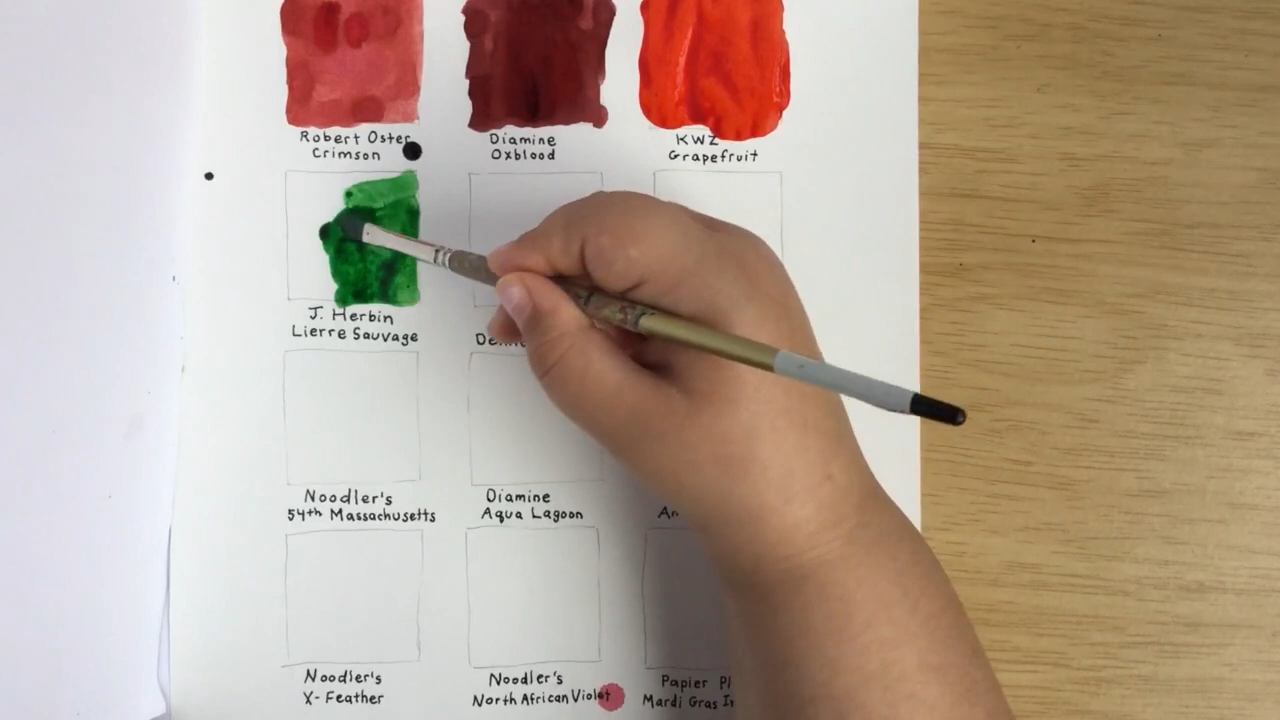 Robert Oster
Crimson
Diamine
Oxblood
KWZ
Grapefruit
J. Herbin
Lierre Sauvage
Noodler's
54th Massachusetts
Diamine
Aqua Lagoon
Noodler's
X-Feather
Noodler's
North African Violet
Papier
Mardi Gras